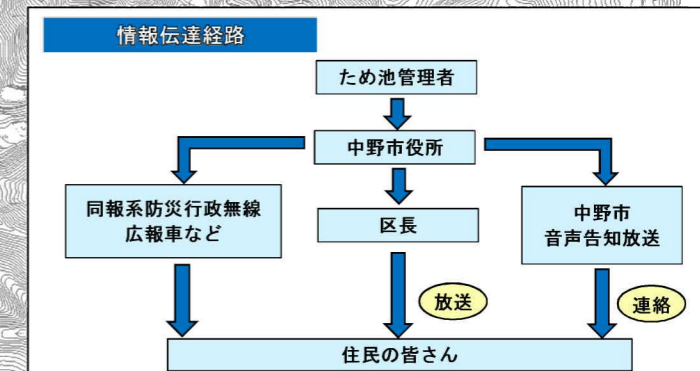 情報伝達経路
ため池管理者
中野市役所
同報系防災行政無線
広報車など
区長
中野市
音声告知放送
放送
連絡
住民の皆さん